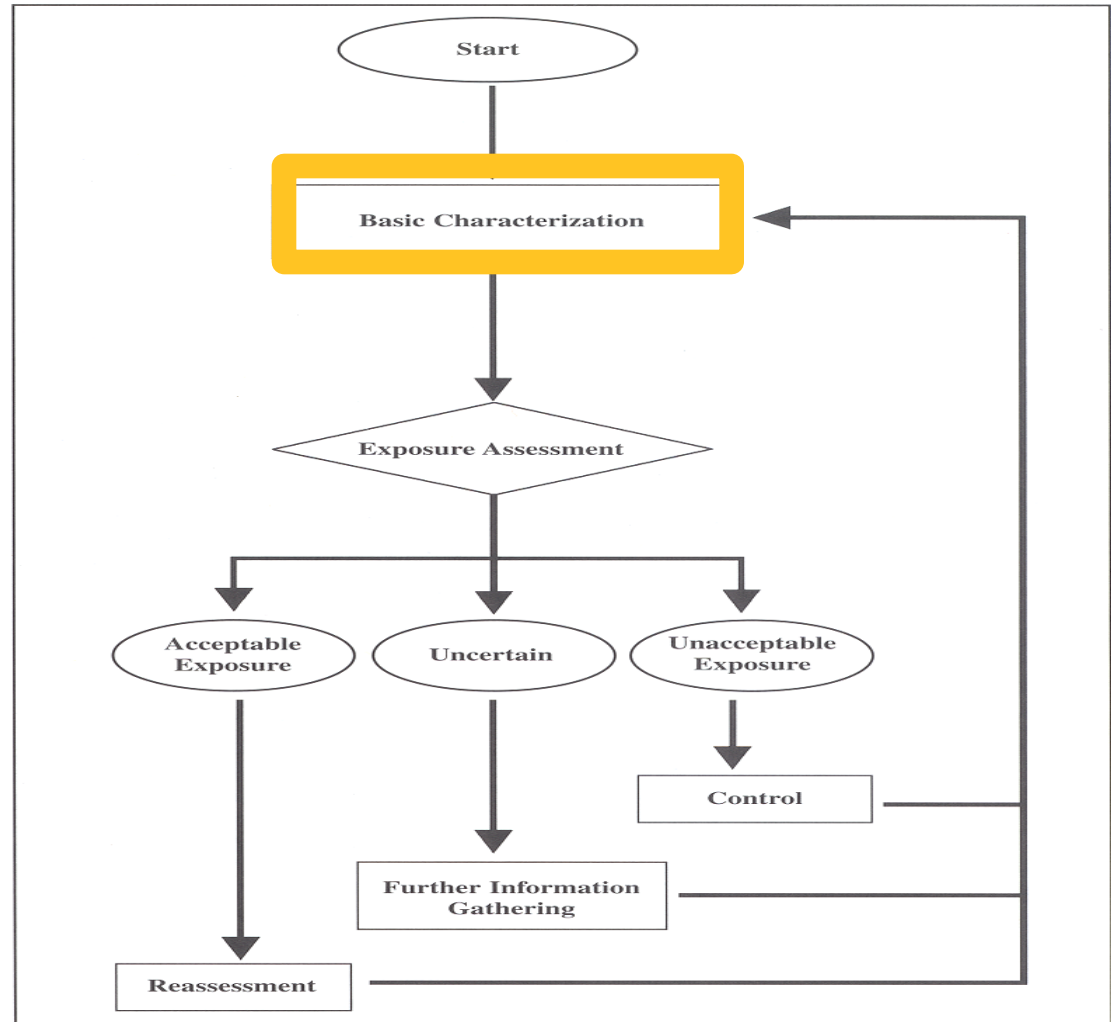 Start
Basic Characterization
Exposure Assessment
Acceptable
Exposure
Uncertain
Unacceptable
Exposure
Control
Further Information
Gathering
Reassessment